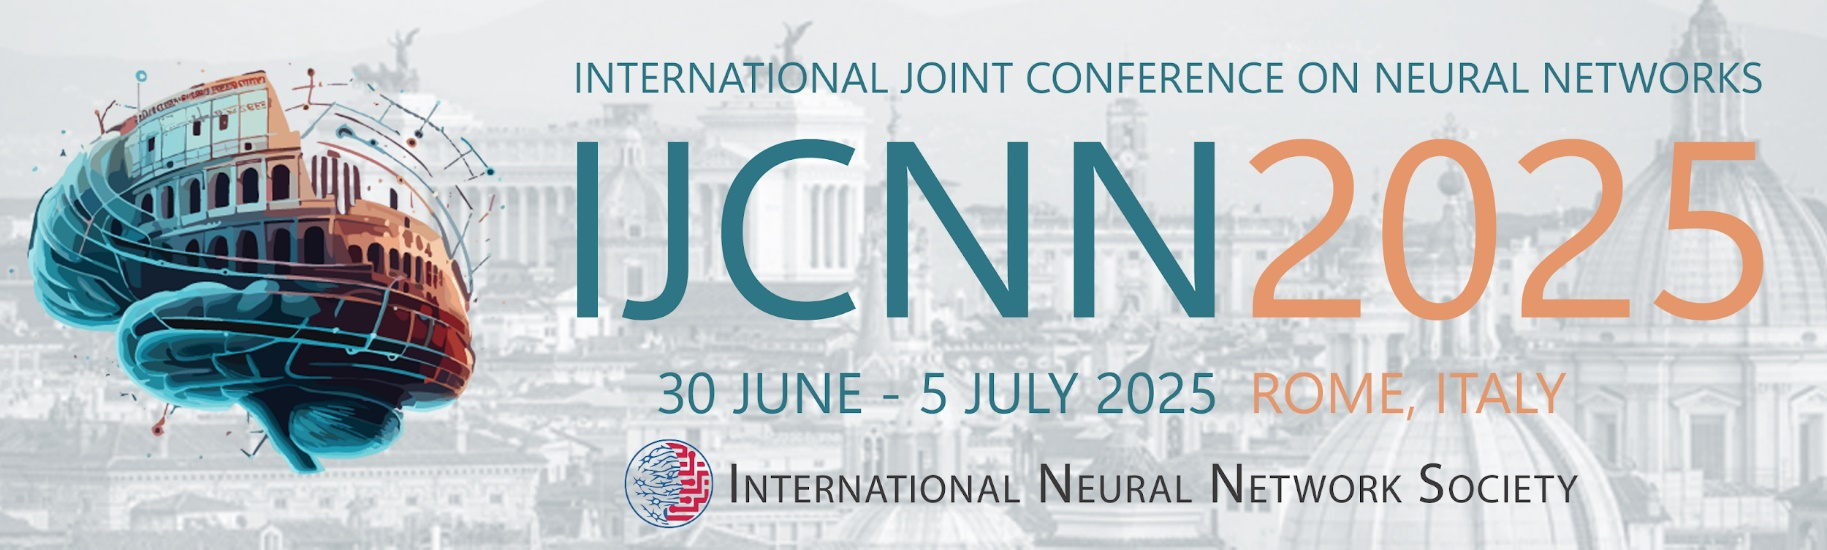 INTERNATIONAL JOINT CONFERENCE ON NEURAL NETWORKS
IJCNN2025
30 JUNE - 5 JULY 2025 ROME, ITALY
INTERNATIONAL NEURAL NETWORK SOCIETY